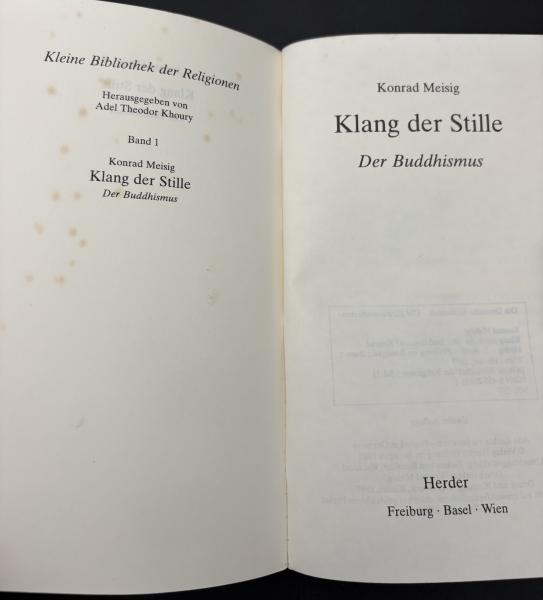 Kleine Bibliothek der Religionen
Herausgegeben von
Adel Theodor Khoury
Band 1
Konrad Meisig
Klang der Stille
Der Buddhismus
Konrad Meisig
Klang der Stille
Der Buddhismus
Herder
Freiburg · Basel · Wien